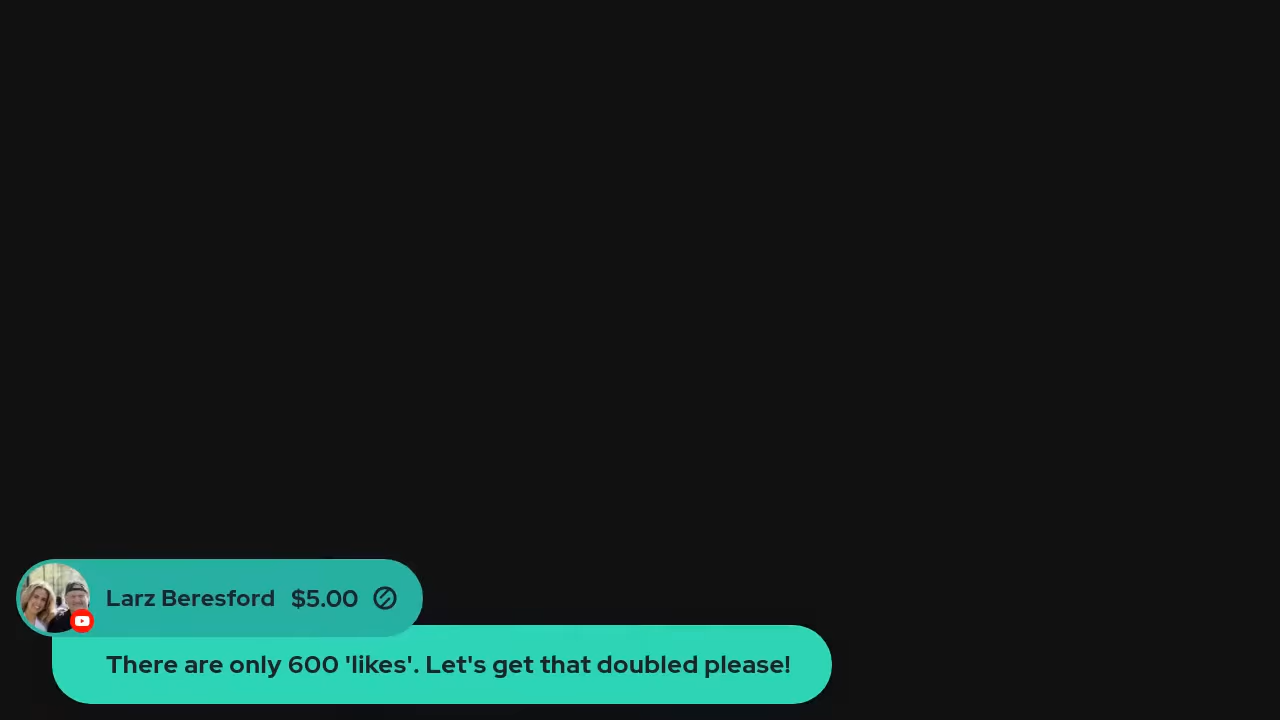 Larz Beresford $5.00
There are only 600 'likes'. Let's get that doubled please!